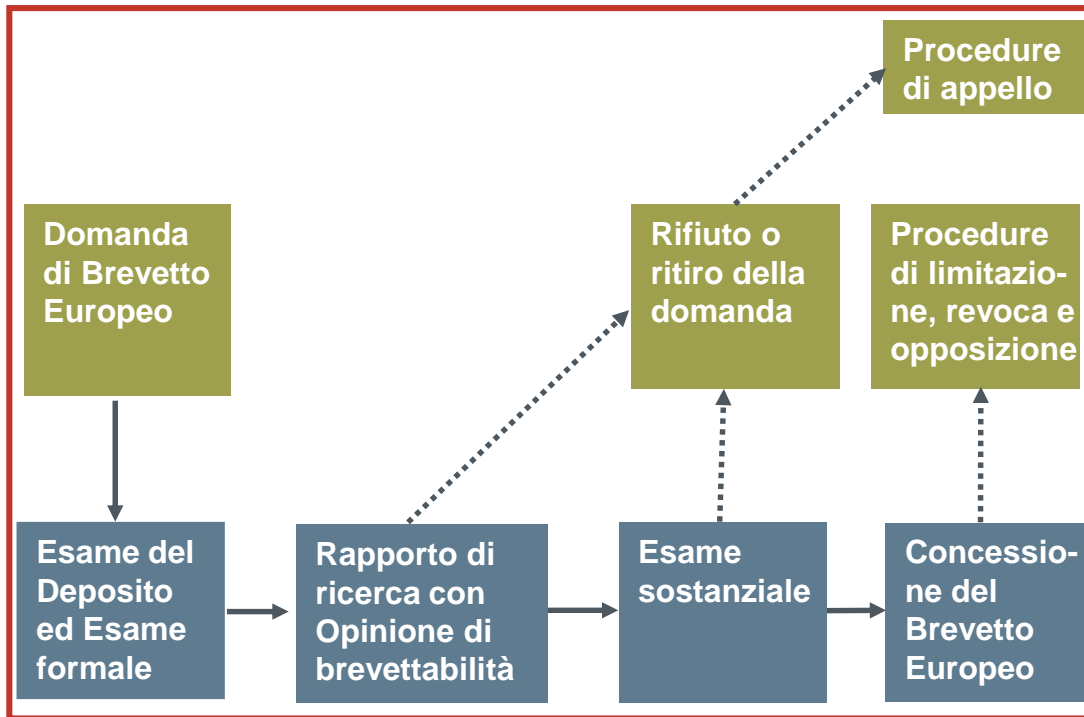 Procedure
di appello
Domanda
di Brevetto
Europeo
Rifiuto o
ritiro della
domanda
Procedure
di limitazio-
ne, revoca e
opposizione
Esame del
Deposito
ed Esame
formale
Rapporto di
ricerca con
Opinione di
brevettabilità
Esame
sostanziale
Concessio-
ne del
Brevetto
Europeo